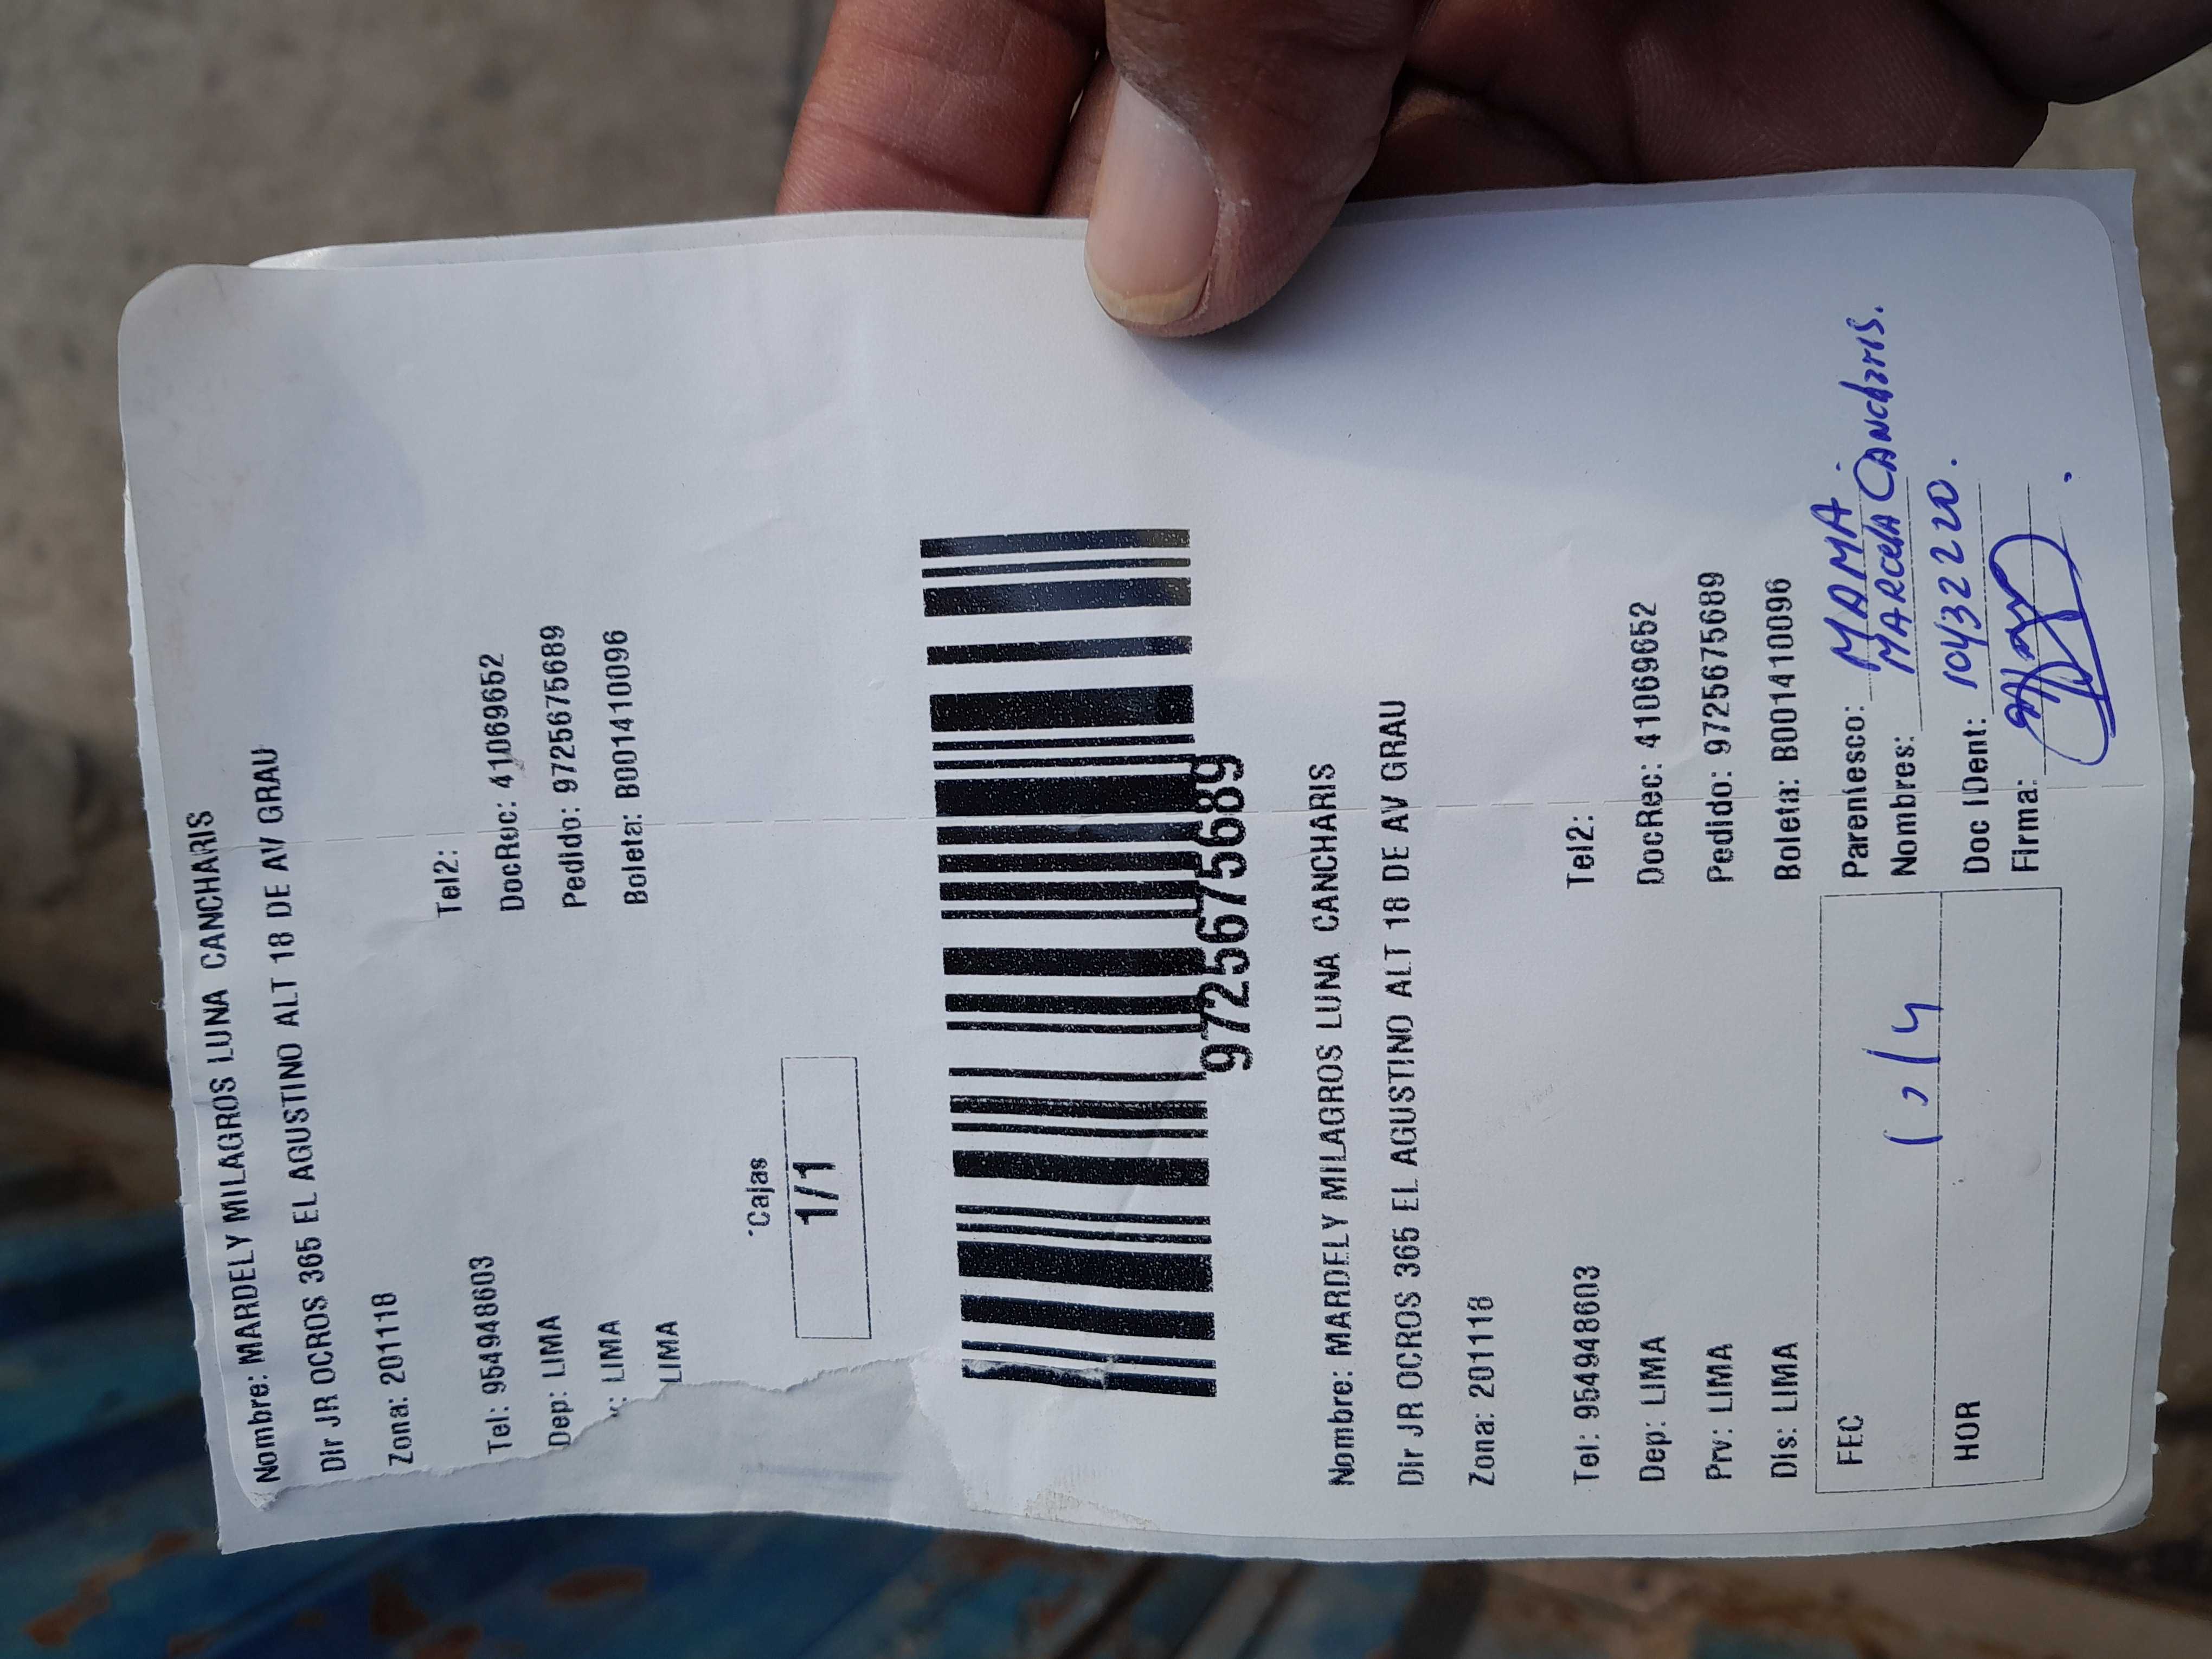 Nombre: MARDELY MILAGROS LUNA CANCHARIS
Dir JR OCROS 365 EL AGUSTINO ALT 18 DE AV GRAU
Zona: 201118
Tel: 954948603 Tel2:
Dep: LIMA DocRec: 41069652
: LIMA Pedido: 97256756​89
LIMA Boleta: B001410096
Cajas
1/1
9725675689
Nombre: MARDELY MILAGROS LUNA CANCHARIS
Dir JR OCROS 365 EL AGUSTINO ALT 18 DE AV GRAU
Zona: 201118
Tel: 954948603 Tel2:
Dep: LIMA DocRec: 41069652
Prv: LIMA Pedido: 9725675689
Dis: LIMA Boleta: B001410096
FEC
HOR
Parentesco: MAMA
Nombres: MARCELA CANCHARIS.
Doc IDent: 10432220.
Firma: